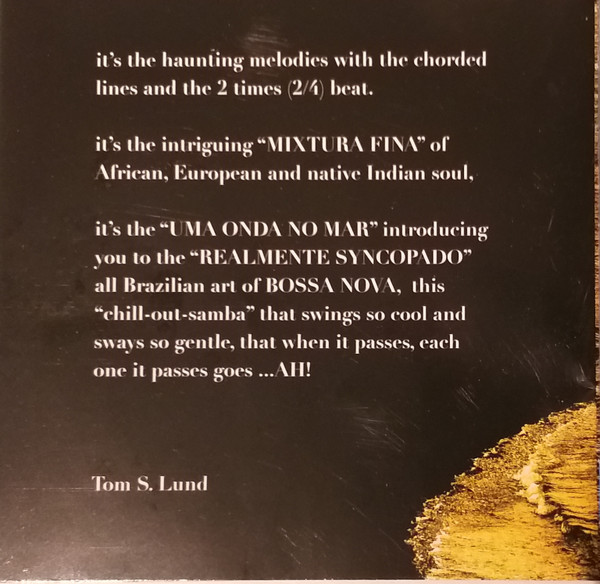 it's the haunting melodies with the chorded
lines and the 2 times (2/4) beat.
it's the intriguing “MIXTURA FINA” of
African, European and native Indian soul,
it's the “UMA ONDA NO MAR” introducing
you to the “REALMENTE SYNCOPADO”
all Brazilian art of BOSSA NOVA, this
“chill-out-samba” that swings so cool and
sways so gentle, that when it passes, each
one it passes goes ...AH!
Tom S. Lund